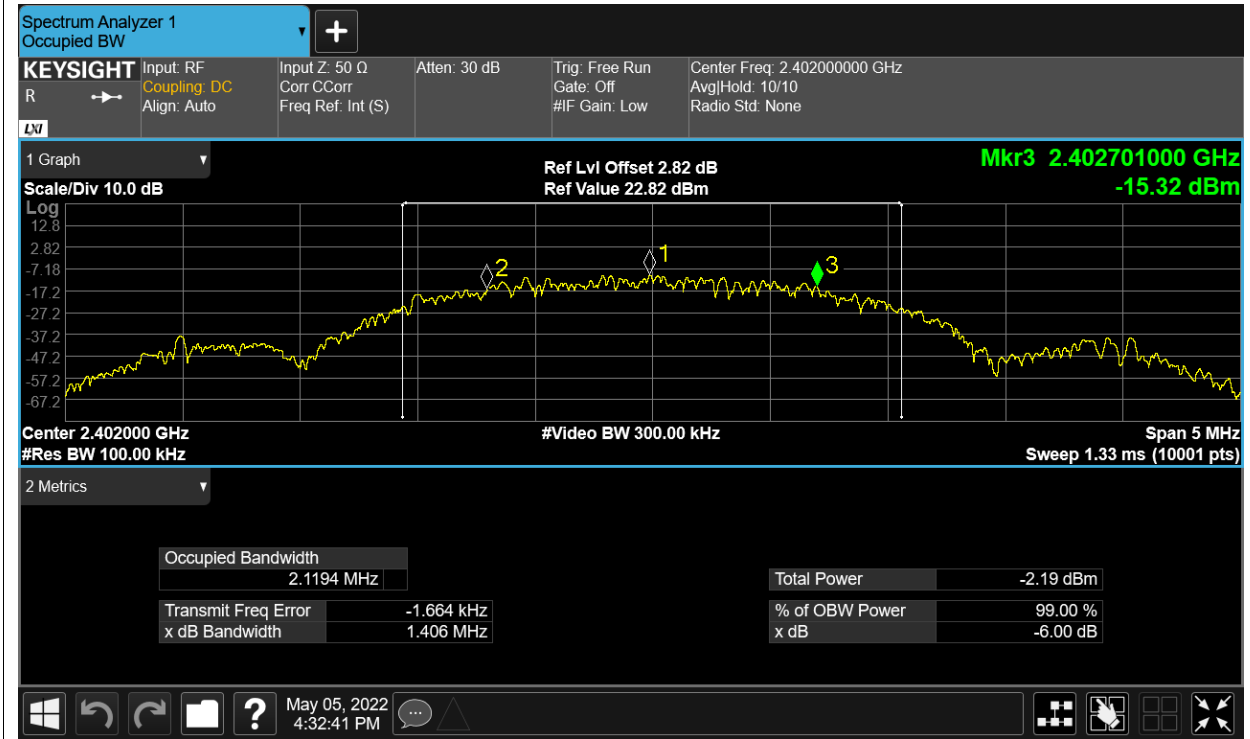 Spectrum Analyzer 1
Occupied BW
KEYSIGHT
R
LXI
Input: RF
Coupling: DC
Align: Auto
Input Z: 50 Ω
Corr CCorr
Freq Ref: Int (S)
Atten: 30 dB
Trig: Free Run
Gate: Off
#IF Gain: Low
Center Freq: 2.402000000 GHz
Avg|Hold: 10/10
Radio Std: None
1 Graph
Scale/Div 10.0 dB
Ref Lvl Offset 2.82 dB
Ref Value 22.82 dBm
Mkr3 2.402701000 GHz
-15.32 dBm
Log
12.8
2.82
-7.18
-17.2
-27.2
-37.2
-47.2
-57.2
-67.2
2
1
3
Center 2.402000 GHz
#Res BW 100.00 kHz
#Video BW 300.00 kHz
Span 5 MHz
Sweep 1.33 ms (10001 pts)
2 Metrics
Occupied Bandwidth
2.1194 MHz
Transmit Freq Error -1.664 kHz
x dB Bandwidth 1.406 MHz
Total Power -2.19 dBm
% of OBW Power 99.00 %
x dB -6.00 dB
?
May 05, 2022
4:32:41 PM